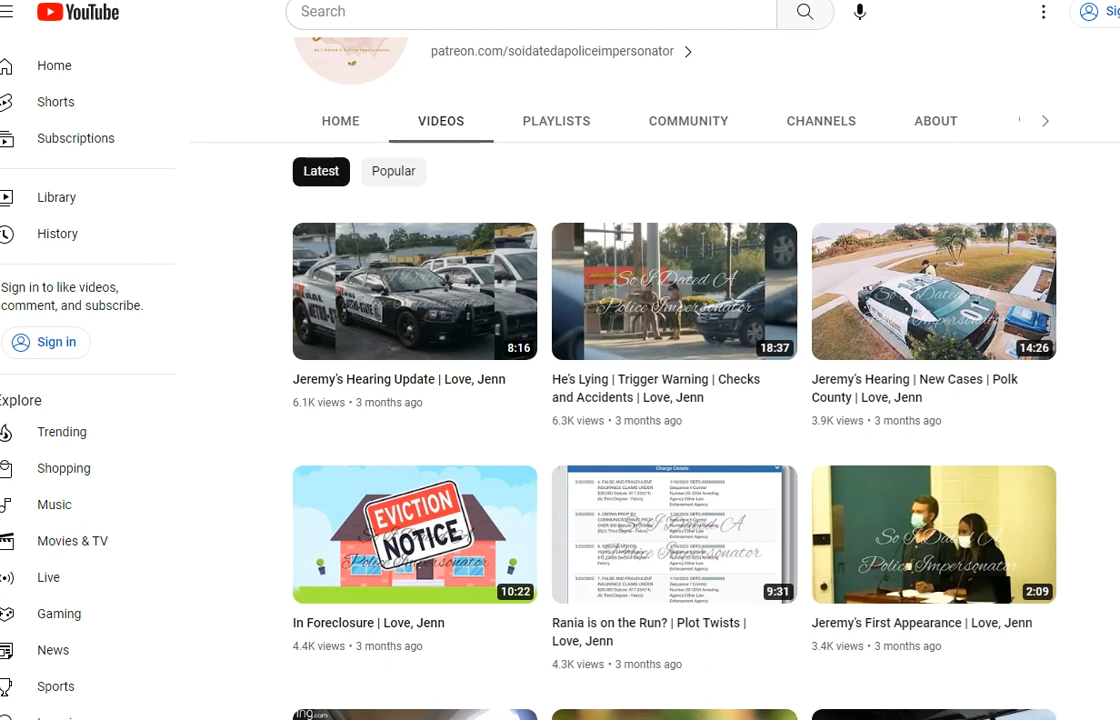 YouTube
Search
Home
Shorts
Subscriptions
Library
History
Sign in to like videos,
comment, and subscribe.
Sign in
Explore
Trending
Shopping
Music
Movies & TV
Live
Gaming
News
Sports
patreon.com/soidatedapoliceimpersonator
HOME
VIDEOS
PLAYLISTS
COMMUNITY
CHANNELS
ABOUT
Latest
Popular
8:16
So I Dated A
Police Impersonator
18:37
14:26
Jeremy's Hearing Update | Love, Jenn
6.1K views • 3 months ago
He's Lying | Trigger Warning | Checks
and Accidents | Love, Jenn
6.3K views • 3 months ago
Jeremy's Hearing | New Cases | Polk
County | Love, Jenn
3.9K views • 3 months ago
EVICTION
NOTICE
10:22
Charge Details
9:31
So I Dated A
Police Impersonator
2:09
In Foreclosure | Love, Jenn
4.4K views • 3 months ago
Rania is on the Run? | Plot Twists |
Love, Jenn
4.3K views • 3 months ago
Jeremy's First Appearance | Love, Jenn
3.4K views • 3 months ago